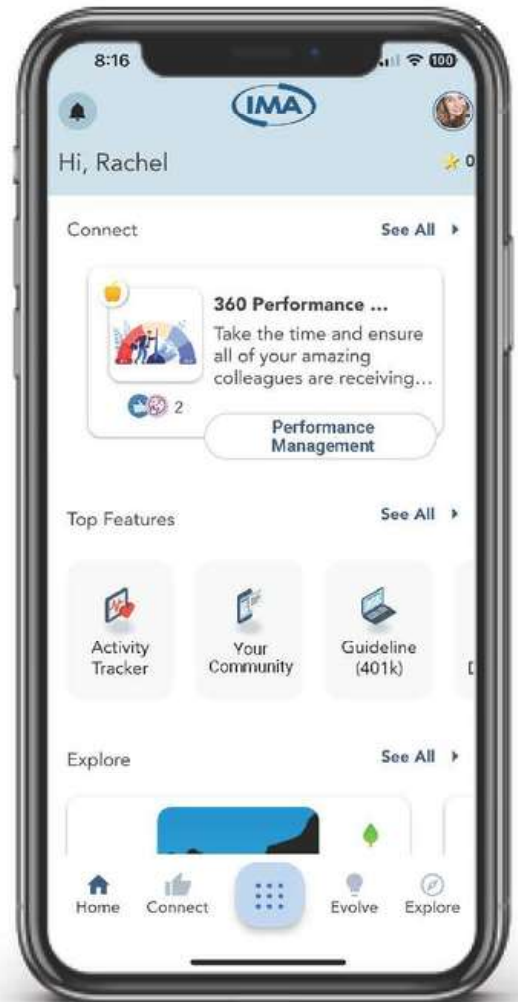 8:16
100
IMA
Hi, Rachel
0
Connect
See All
360 Performance ...
Take the time and ensure
all of your amazing
colleagues are receiving...
2
Performance
Management
Top Features
See All
Activity
Tracker
Your
Community
Guideline
(401k)
Explore
See All
Home
Connect
Evolve
Explore